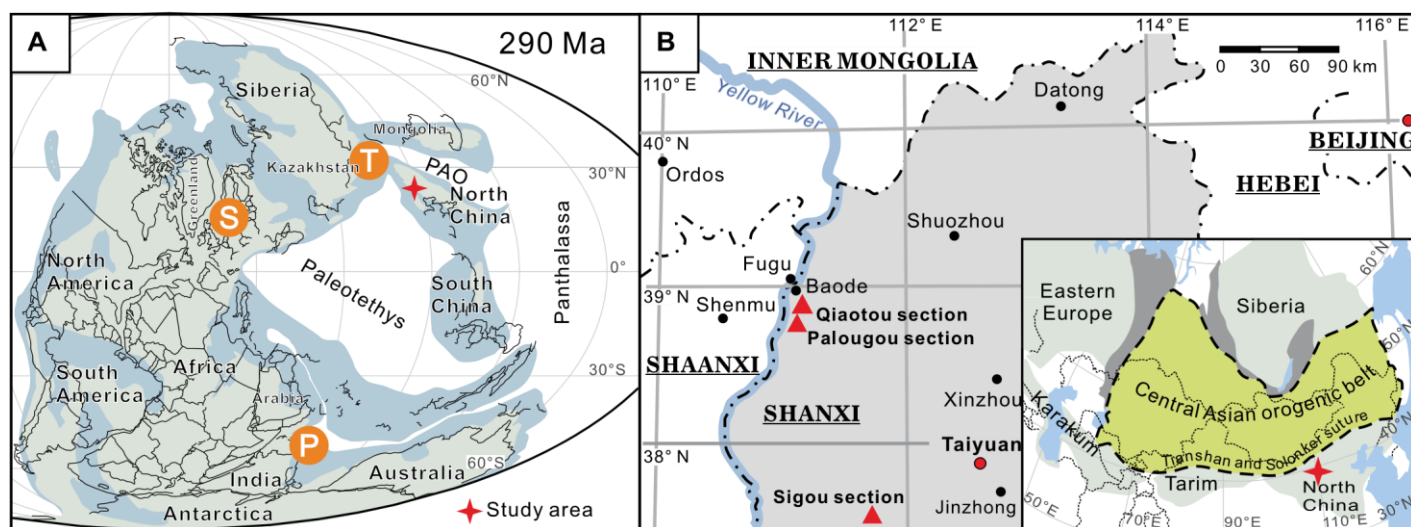 A
290 Ma
60°N
Siberia
Mongolia
Kazakhstan
T
PAO
30°N
North
China
Greenland
S
North
America
Paleotethys
0°
South
China
Panthalassa
South
America
Africa
Arabia
30°S
P
India
Australia
60°S
Antarctica
Study area
B
112° E
114° E
116° E
INNER MONGOLIA
0 30 60 90 km
110° E
Yellow River
Datong
40° N
BEIJING
Ordos
HEBEI
Shuozhou
Fugu
Baode
39° N
Shenmu
Qiaotou section
Palougou section
SHAANXI
Xinzhou
SHANXI
38° N
Taiyuan
Sigou section
Jinzhong
60°N
Eastern
Europe
Siberia
50°N
Central Asian orogenic belt
Karakum
Tianshan and Solonker suture
40°N
Tarim
North
China
50°E
70°E
90°E
110°E
30°N